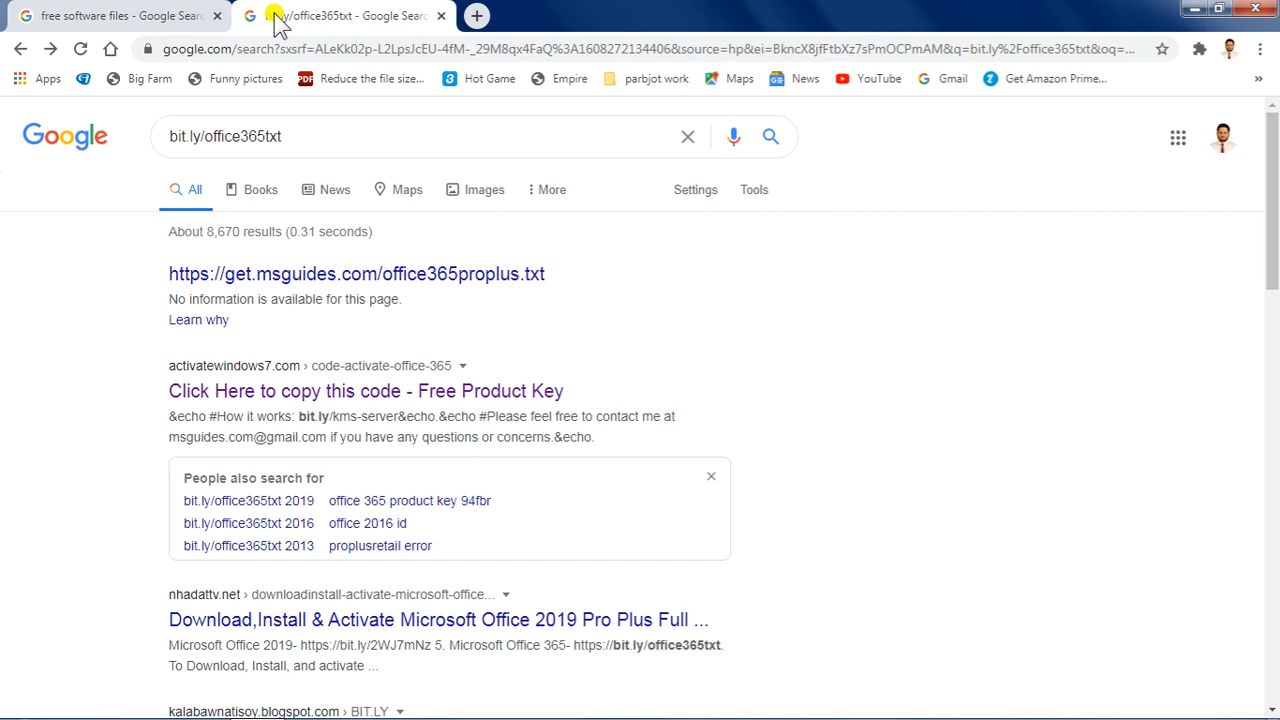 free software files - Google Searc
ly/office365txt - Google Searc
google.com/search?sxsrf=ALeKk02p-L2LpsJcEU-4fM-_29M8qx4FaQ%3A1608272134406&source=hp&ei=BkncX8jfFtbXz7sPmOCPmAM&q=bit.ly%2Foffice365txt&oq=...
Apps Big Farm Funny pictures PDF Reduce the file size... Hot Game Empire parbjot work Maps News YouTube Gmail Get Amazon Prime... »
Google
bit.ly/office365txt
All Books News Maps Images More Settings Tools
About 8,670 results (0.31 seconds)
https://get.msguides.com/office365proplus.txt
No information is available for this page.
Learn why
activatewindows7.com › code-activate-office-365
Click Here to copy this code - Free Product Key
&echo #How it works: bit.ly/kms-server&echo.&echo #Please feel free to contact me at
msguides.com@gmail.com if you have any questions or concerns.&echo.
People also search for
bit.ly/office365txt 2019 office 365 product key 94fbr
bit.ly/office365txt 2016 office 2016 id
bit.ly/office365txt 2013 proplusretail error
nhadattv.net › downloadinstall-activate-microsoft-office...
Download,Install & Activate Microsoft Office 2019 Pro Plus Full ...
Microsoft Office 2019- https://bit.ly/2WJ7mNz 5. Microsoft Office 365- https://bit.ly/office365txt.
To Download, Install, and activate ...
kalabawnatisoy.blogspot.com › BIT.LY